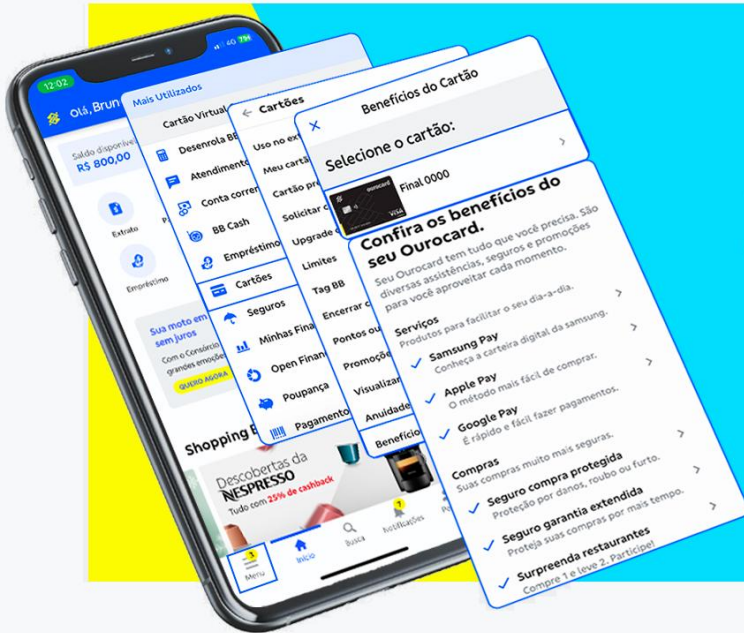 12:02
4G
Olá, Brun
Saldo disponível
R$ 800,00
Extrato
Empréstimo
Sua moto em
sem juros
Com o Consórcio
grandes emoções
QUERO AGORA
Shopping
Descobertas da
NESPRESSO
Tudo com 25% de cashback
3
Menu
Início
Busca
Notificações
Mais Utilizados
Cartão Virtual
Desenrola BB
Atendimento
Conta corren
BB Cash
Empréstimo
Cartões
Seguros
Minhas Fina
Open Finan
Poupança
Pagamento
← Cartões
Uso no ext
Meu cartã
Cartão pré
Solicitar c
Upgrade
Limites
Tag BB
Encerrar c
Pontos ou
Promoçõe
Visualizar
Anuidade
Benefício
Benefícios do Cartão
Selecione o cartão:
ourocard
VISA
Final 0000
Confira os benefícios do
seu Ourocard.
Seu Ourocard tem tudo que você precisa. São
diversas assistências, seguros e promoções
para você aproveitar cada momento.
Serviços
Produtos para facilitar o seu dia-a-dia.
Samsung Pay
Conheça a carteira digital da samsung.
Apple Pay
O método mais fácil de comprar.
Google Pay
É rápido e fácil fazer pagamentos.
Compras
Suas compras muito mais seguras.
Seguro compra protegida
Proteção por danos, roubo ou furto.
Seguro garantia extendida
Proteja suas compras por mais tempo.
Surpreenda restaurantes
Compre 1 e leve 2. Participe!